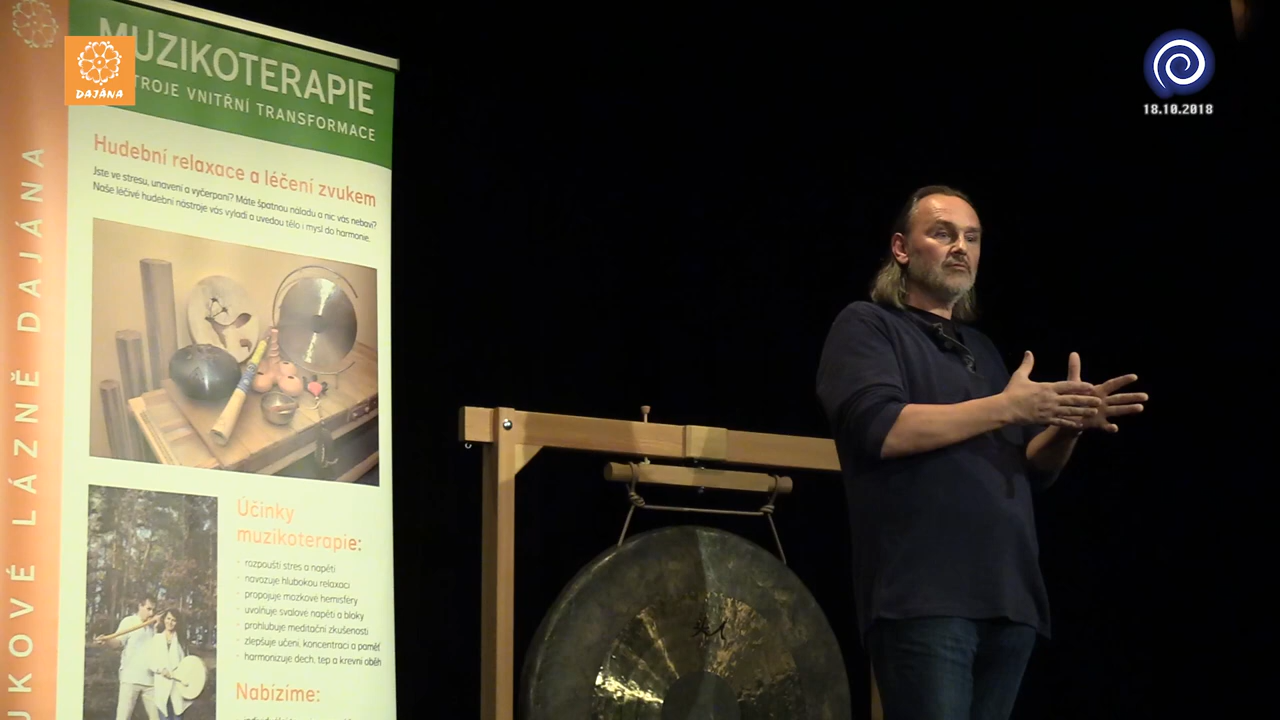 DAJÁNA
18.10.2018
MUZIKOTERAPIE
VNITŘNÍ TRANSFORMACE
Hudební relaxace a léčení zvukem
Jste ve stresu, unavení a vyčerpaní? Máte špatnou náladu a nic vás nebaví?
Naše léčivé hudební nástroje vás vyladí a uvedou tělo i mysl do harmonie.
Účinky
muzikoterapie:
- rozpouští stres a napětí
- navozuje hlubokou relaxaci
- propojuje mozkové hemisféry
- uvolňuje svalové napětí a bloky
- prohlubuje meditační zkušenosti
- zlepšuje učení, koncentraci a paměť
- harmonizuje dech, tep a krevní oběh
Nabízíme:
UKOVÉ LÁZNĚ DAJÁNA